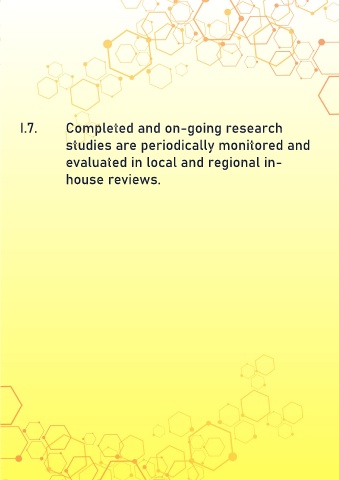 I.7. Completed and on-going research
studies are periodically monitored and
evaluated in local and regional in-
house reviews.